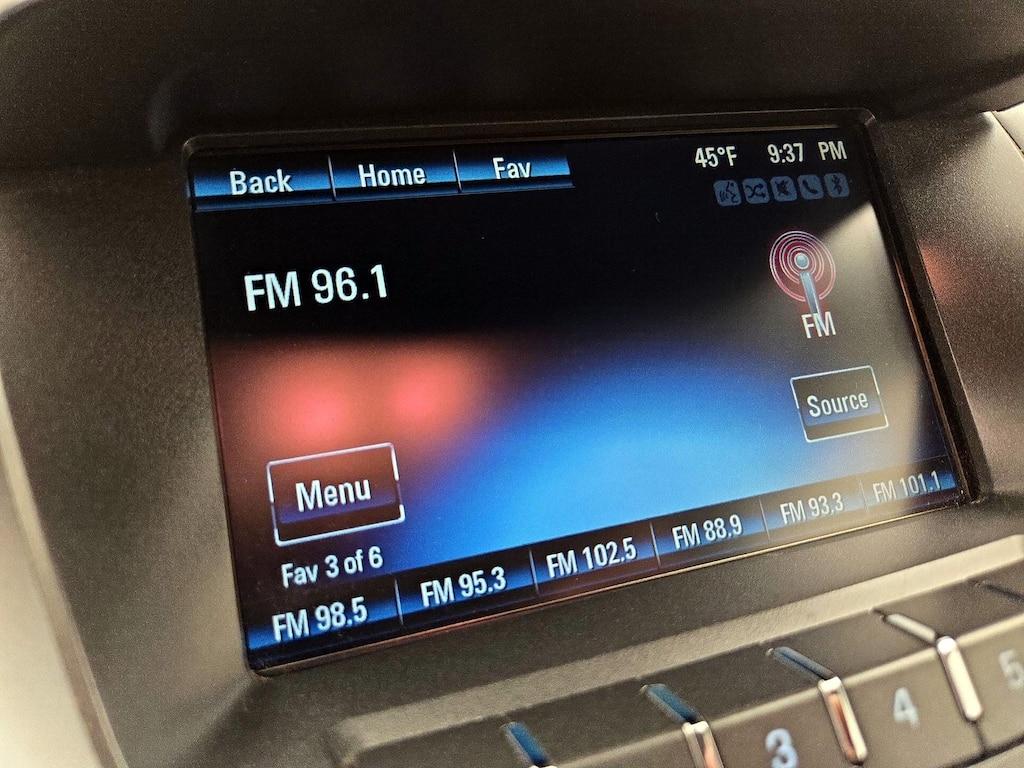 Back Home Fav 45°F 9:37 PM
FM 96.1
FM
Source
Menu
Fav 3 of 6
FM 98.5 FM 95.3 FM 102.5 FM 88.9 FM 93.3 FM 101.1
3 4 5